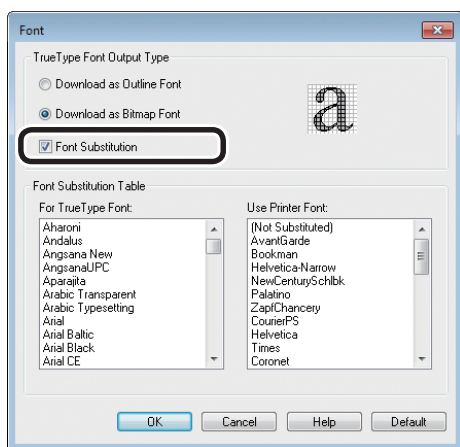 Font
TrueType Font Output Type
Download as Outline Font
Download as Bitmap Font
a
Font Substitution
Font Substitution Table
For TrueType Font:
Aharoni
Andalus
Angsana New
AngsanaUPC
Aparajita
Arabic Transparent
Arabic Typesetting
Arial
Arial Baltic
Arial Black
Arial CE
Use Printer Font:
(Not Substituted)
AvantGarde
Bookman
Helvetica-Narrow
NewCenturySchlbk
Palatino
ZapfChancery
CourierPS
Helvetica
Times
Coronet
OK Cancel Help Default